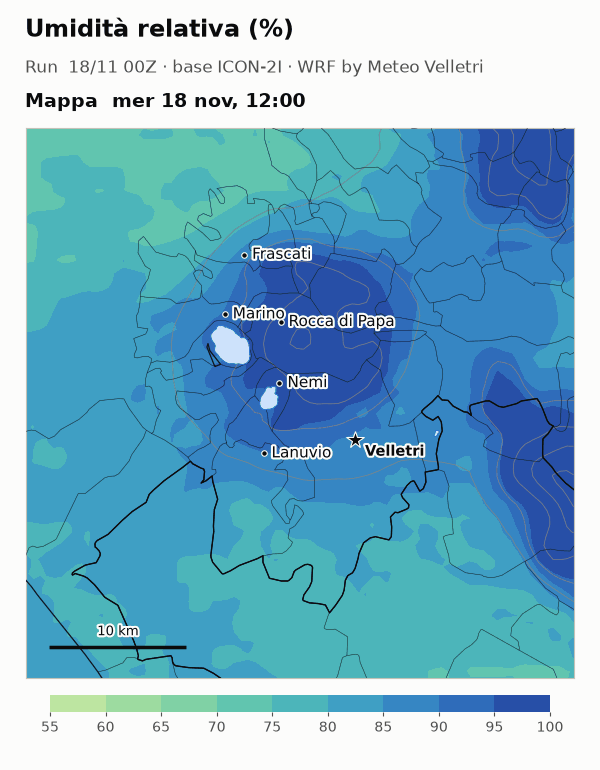 Umidità relativa (%)
Run  18/11 00Z · base ICON-2I · WRF by Meteo Velletri
Mappa  mer 18 nov, 12:00
Frascati
Marino
Rocca di Papa
Nemi
Velletri
Lanuvio
10 km
55 60 65 70 75 80 85 90 95 100